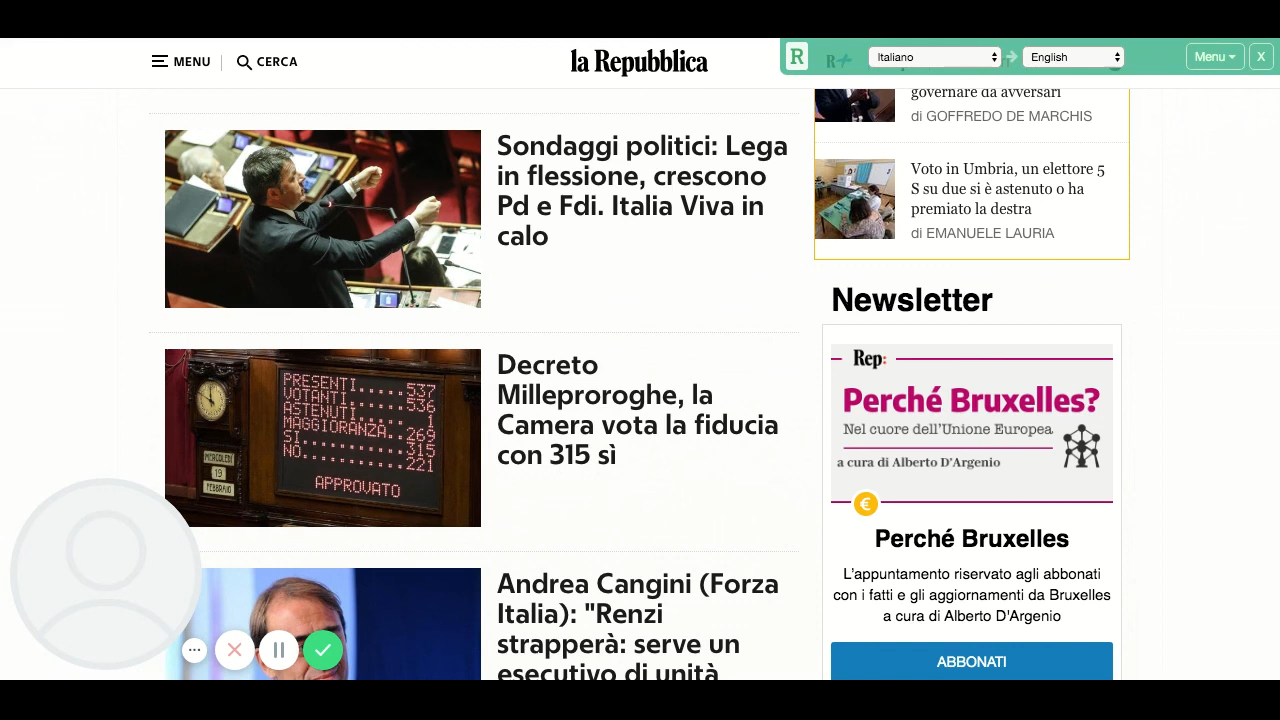 MENU
CERCA
la Repubblica
R
R+
Italiano
English
Menu
X
governare da avversari
di GOFFREDO DE MARCHIS
Sondaggi politici: Lega
in flessione, crescono
Pd e Fdi. Italia Viva in
calo
Voto in Umbria, un elettore 5
S su due si è astenuto o ha
premiato la destra
di EMANUELE LAURIA
Newsletter
Rep:
Perché Bruxelles?
Nel cuore dell'Unione Europea
a cura di Alberto D'Argenio
€
Perché Bruxelles
L'appuntamento riservato agli abbonati
con i fatti e gli aggiornamenti da Bruxelles
a cura di Alberto D'Argenio
ABBONATI
PRESENTI.....537
VOTANTI.....536
ASTENUTI..... 1
MAGGIORANZA..269
SI...........315
NO...........221
APPROVATO
MERCOLEDI
19
FEBBRAIO
Decreto
Milleproroghe, la
Camera vota la fiducia
con 315 sì
Andrea Cangini (Forza
Italia): "Renzi
strapperà: serve un
esecutivo di unità